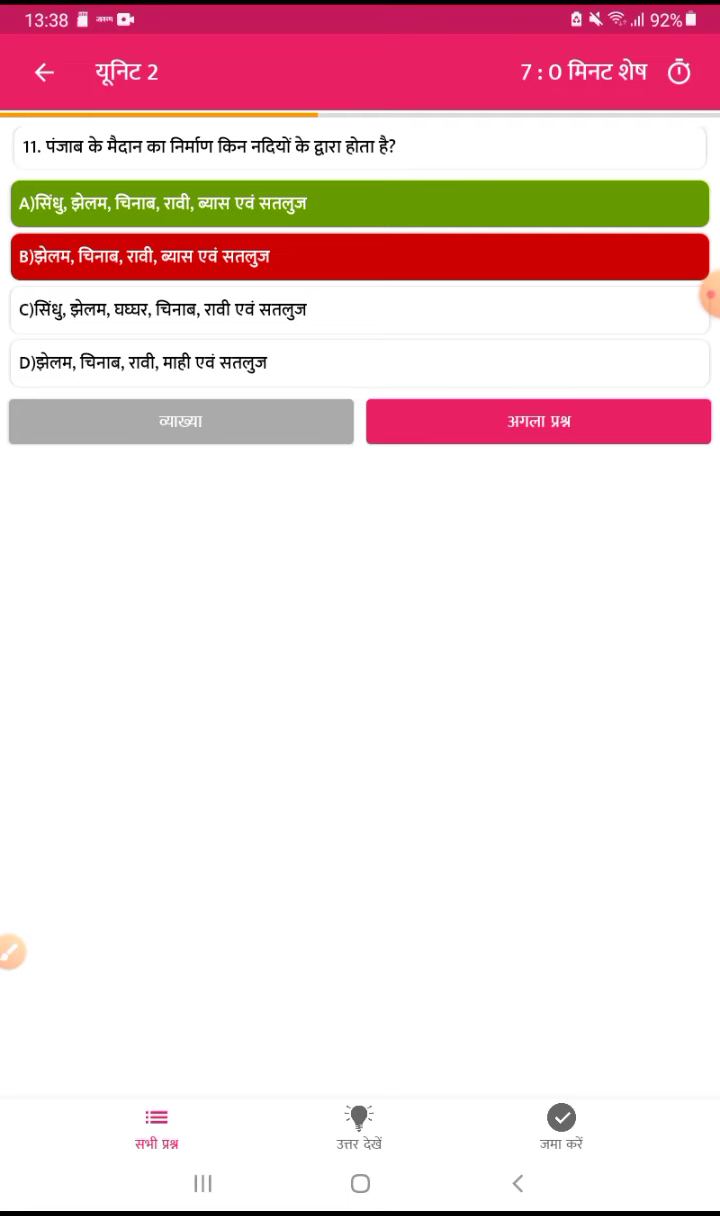 13:38 92%
यूनिट 2 7 : 0 मिनट शेष
11. पंजाब के मैदान का निर्माण किन नदियों के द्वारा होता है?
A)सिंधु, झेलम, चिनाब, रावी, ब्यास एवं सतलुज
B)झेलम, चिनाब, रावी, ब्यास एवं सतलुज
C)सिंधु, झेलम, घघ्घर, चिनाब, रावी एवं सतलुज
D)झेलम, चिनाब, रावी, माही एवं सतलुज
व्याख्या अगला प्रश्न
सभी प्रश्न उत्तर देखें जमा करें